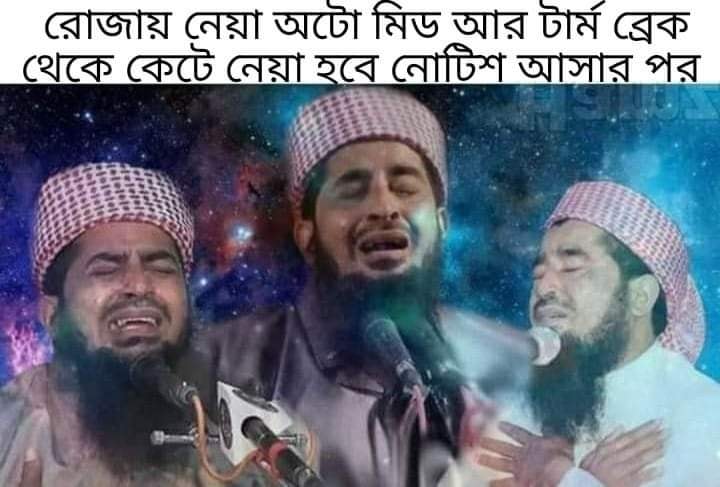 রোজায় নেয়া অটো মিড আর টার্ম ব্রেক
থেকে কেটে নেয়া হবে নোটিশ আসার পর